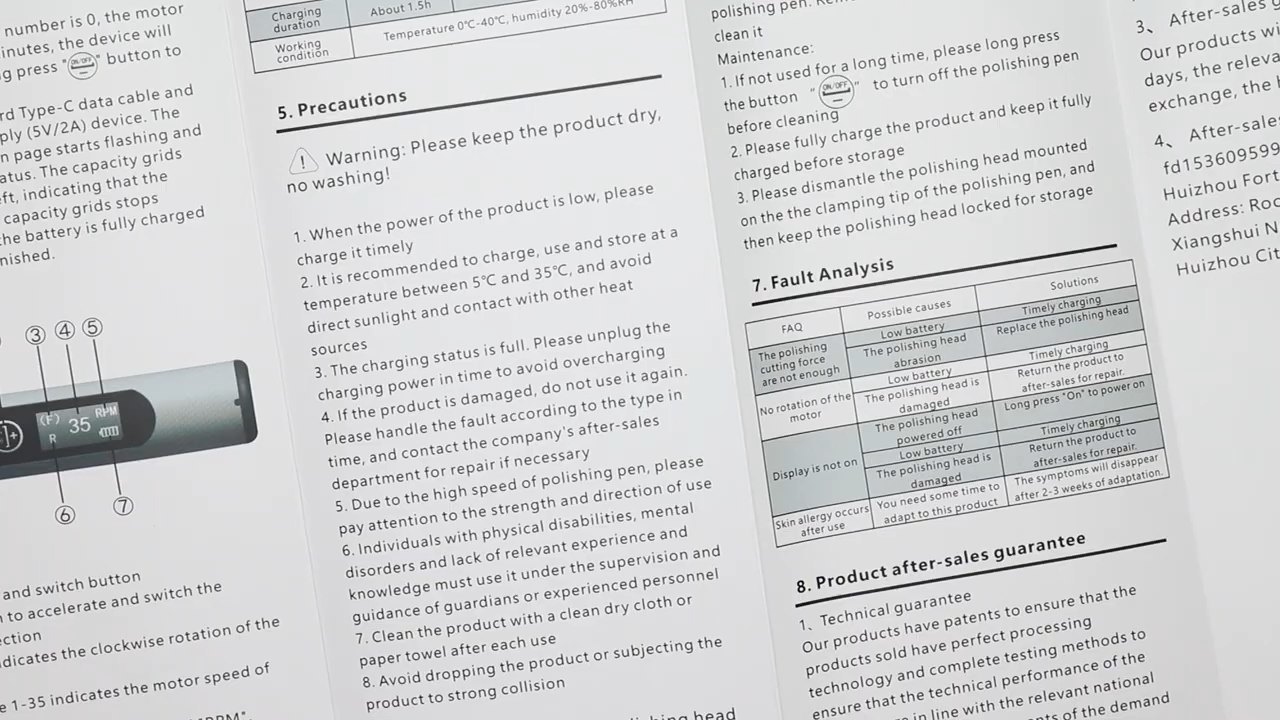 number is 0, the motor
inutes, the device will
g press "ON/OFF" button to
rd Type-C data cable and
ply (5V/2A) device. The
n page starts flashing and
atus. The capacity grids
eft, indicating that the
capacity grids stops
the battery is fully charged
nished.
③ ④ ⑤
(F) 35 RPM
R
⑥ ⑦
and switch button
n to accelerate and switch the
ection
ndicates the clockwise rotation of the
e 1-35 indicates the motor speed of
Charging duration About 1.5h
Working condition Temperature 0℃-40℃, humidity 20%-80%RH
5. Precautions
Warning: Please keep the product dry,
no washing!
1. When the power of the product is low, please
charge it timely
2. It is recommended to charge, use and store at a
temperature between 5℃ and 35℃, and avoid
direct sunlight and contact with other heat
sources
3. The charging status is full. Please unplug the
charging power in time to avoid overcharging
4. If the product is damaged, do not use it again.
Please handle the fault according to the type in
time, and contact the company's after-sales
department for repair if necessary
5. Due to the high speed of polishing pen, please
pay attention to the strength and direction of use
6. Individuals with physical disabilities, mental
disorders and lack of relevant experience and
knowledge must use it under the supervision and
guidance of guardians or experienced personnel
7. Clean the product with a clean dry cloth or
paper towel after each use
8. Avoid dropping the product or subjecting the
product to strong collision
polishing pen.
clean it
Maintenance:
1. If not used for a long time, please long press
the button "ON/OFF" to turn off the polishing pen
before cleaning
2. Please fully charge the product and keep it fully
charged before storage
3. Please dismantle the polishing head mounted
on the the clamping tip of the polishing pen, and
then keep the polishing head locked for storage
7. Fault Analysis
FAQ Possible causes Solutions
The polishing cutting force are not enough
Low battery Timely charging
The polishing head abrasion Replace the polishing head
No rotation of the motor
Low battery Timely charging
The polishing head is damaged Return the product to after-sales for repair.
Display is not on
The polishing head powered off Long press "On" to power on
Low battery Timely charging
The polishing head is damaged Return the product to after-sales for repair.
Skin allergy occurs after use You need some time to adapt to this product The symptoms will disappear after 2-3 weeks of adaptation.
8. Product after-sales guarantee
1、Technical guarantee
Our products have patents to ensure that the
products sold have perfect processing
technology and complete testing methods to
ensure that the technical performance of the
in line with the relevant national
of the demand
3、After-sales
Our products wi
days, the releva
exchange, the
4、After-sale
fd153609599
Huizhou Fort
Address: Roo
Xiangshui N
Huizhou Cit